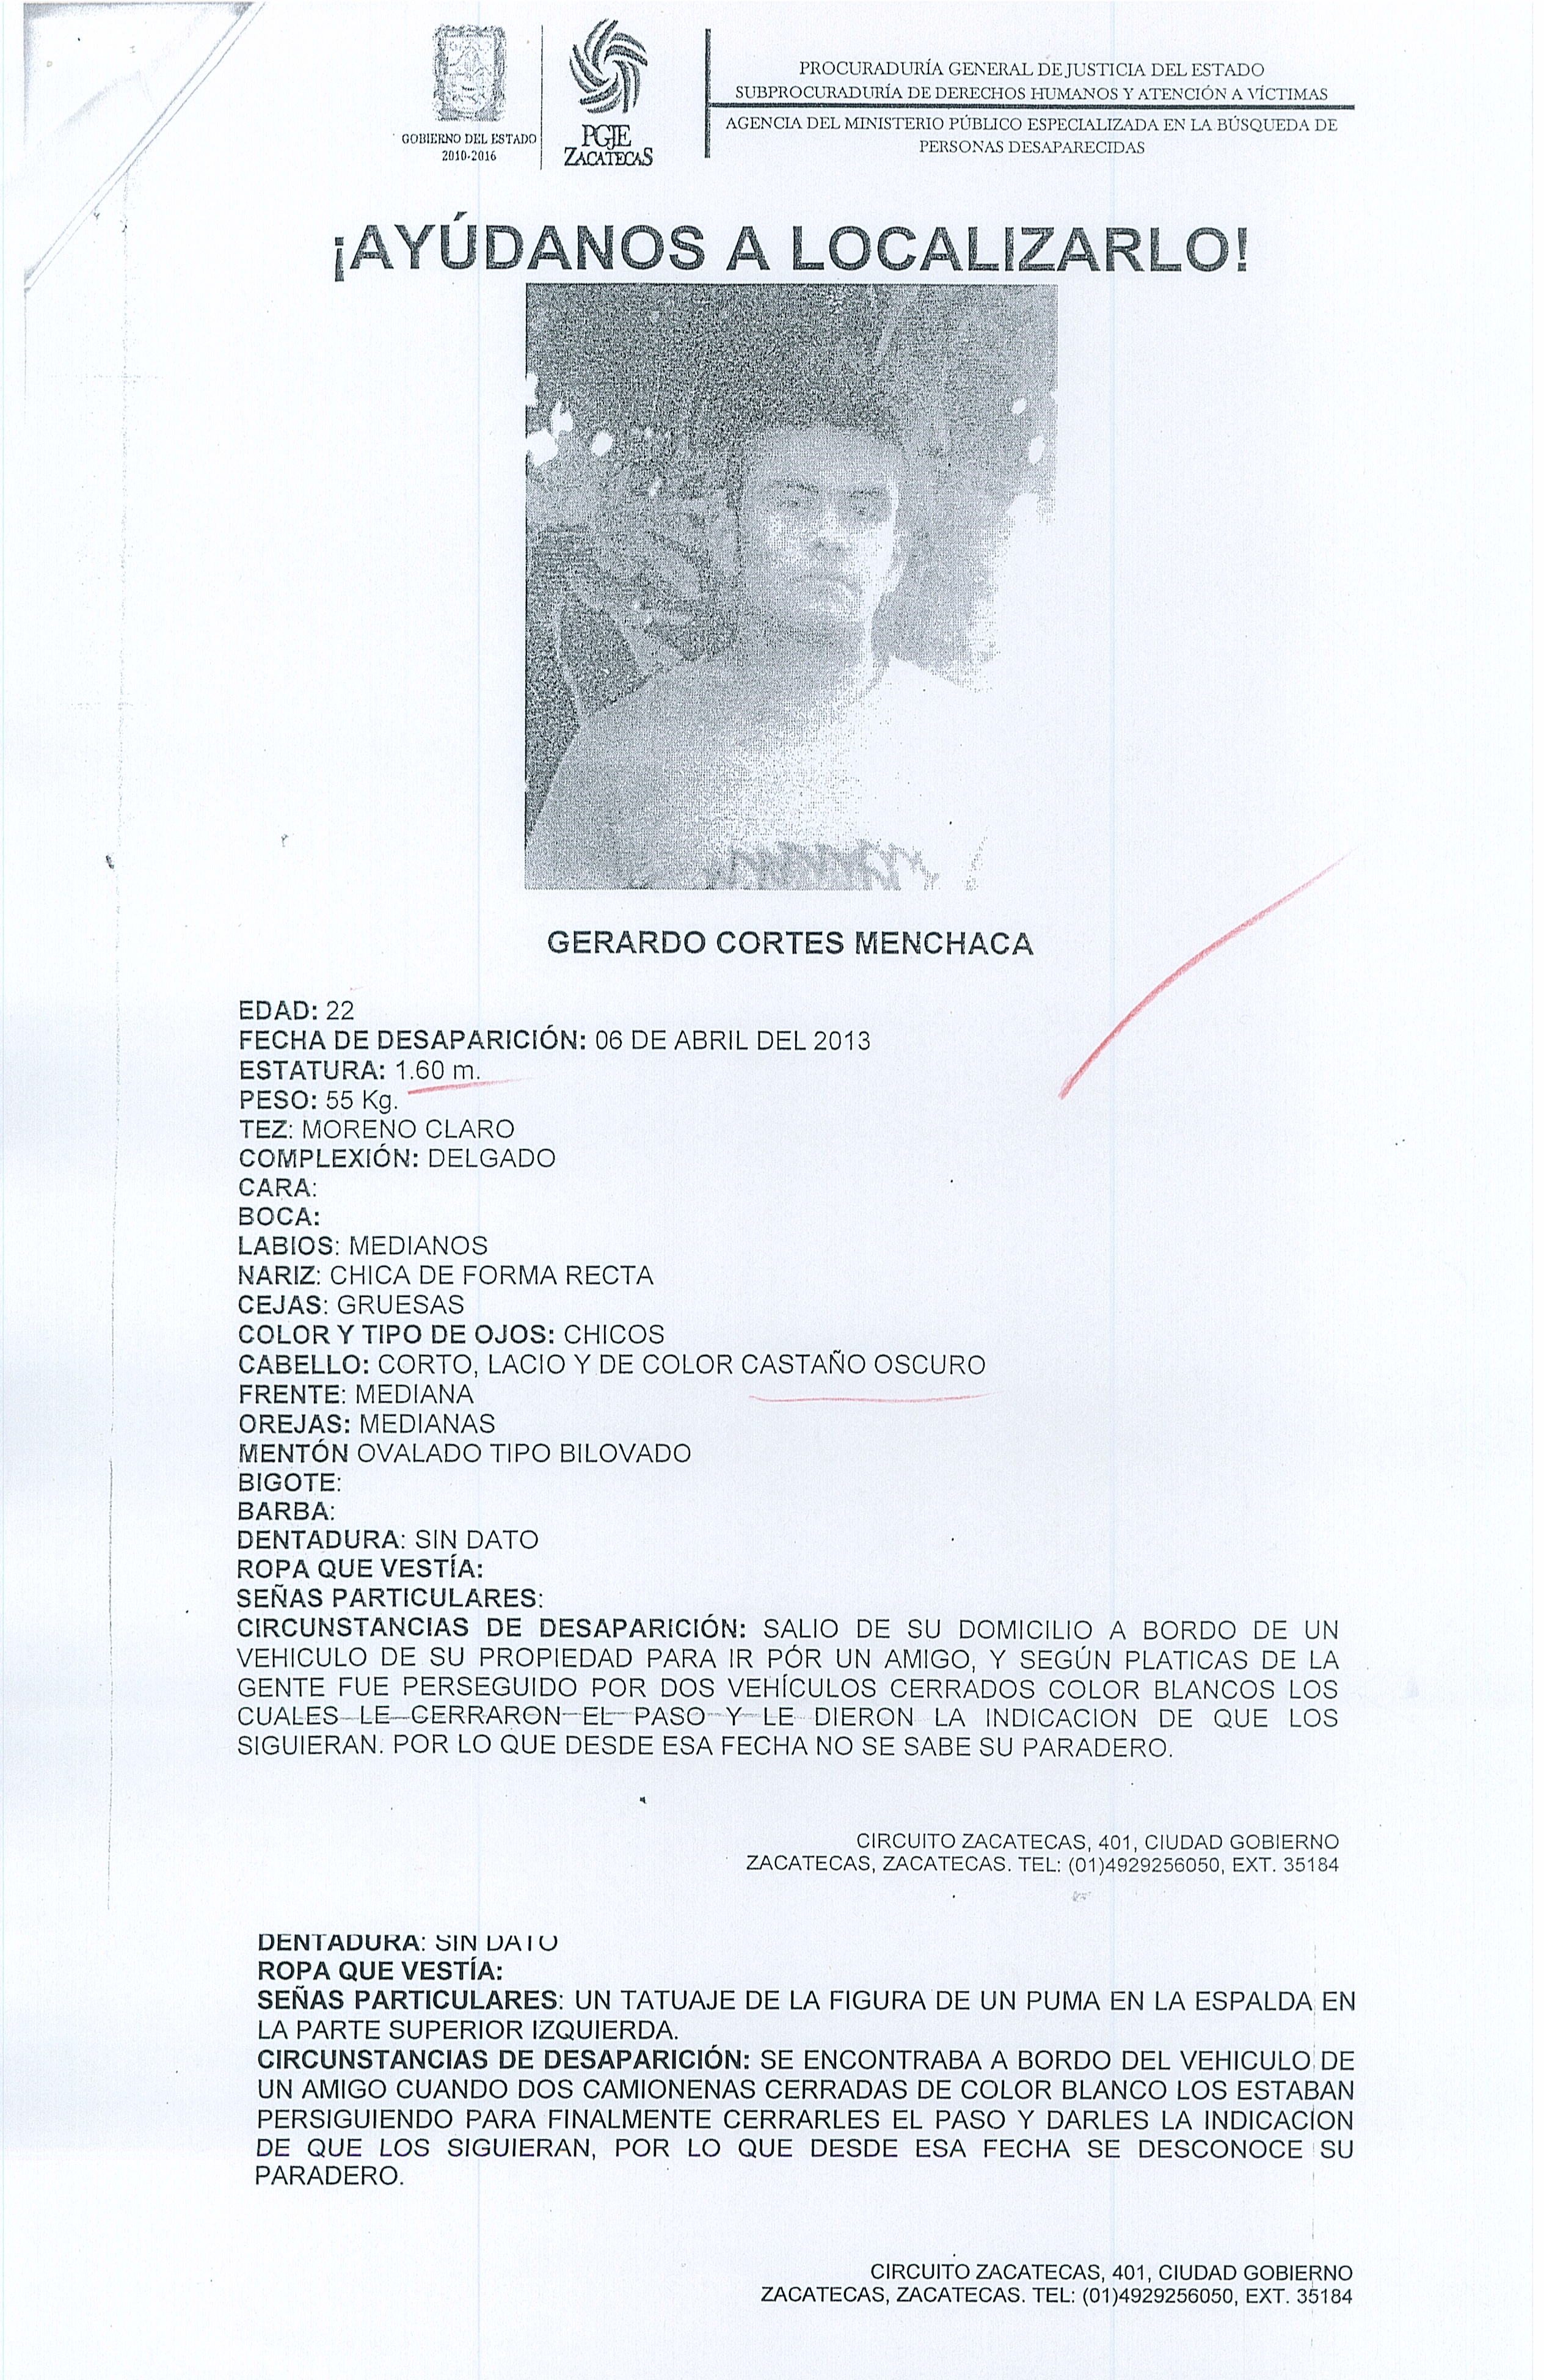 GOBIERNO DEL ESTADO
2010-2016
PGJE
ZACATECAS
PROCURADURÍA GENERAL DE JUSTICIA DEL ESTADO
SUBPROCURADURÍA DE DERECHOS HUMANOS Y ATENCIÓN A VÍCTIMAS
AGENCIA DEL MINISTERIO PÚBLICO ESPECIALIZADA EN LA BÚSQUEDA DE
PERSONAS DESAPARECIDAS
¡AYÚDANOS A LOCALIZARLO!
GERARDO CORTES MENCHACA
EDAD: 22
FECHA DE DESAPARICIÓN: 06 DE ABRIL DEL 2013
ESTATURA: 1.60 m.
PESO: 55 Kg.
TEZ: MORENO CLARO
COMPLEXIÓN: DELGADO
CARA:
BOCA:
LABIOS: MEDIANOS
NARIZ: CHICA DE FORMA RECTA
CEJAS: GRUESAS
COLOR Y TIPO DE OJOS: CHICOS
CABELLO: CORTO, LACIO Y DE COLOR CASTAÑO OSCURO
FRENTE: MEDIANA
OREJAS: MEDIANAS
MENTÓN OVALADO TIPO BILOVADO
BIGOTE:
BARBA:
DENTADURA: SIN DATO
ROPA QUE VESTÍA:
SEÑAS PARTICULARES:
CIRCUNSTANCIAS DE DESAPARICIÓN: SALIO DE SU DOMICILIO A BORDO DE UN
VEHICULO DE SU PROPIEDAD PARA IR PÓR UN AMIGO, Y SEGÚN PLATICAS DE LA
GENTE FUE PERSEGUIDO POR DOS VEHÍCULOS CERRADOS COLOR BLANCOS LOS
CUALES LE CERRARON EL PASO Y LE DIERON LA INDICACION DE QUE LOS
SIGUIERAN. POR LO QUE DESDE ESA FECHA NO SE SABE SU PARADERO.
CIRCUITO ZACATECAS, 401, CIUDAD GOBIERNO
ZACATECAS, ZACATECAS. TEL: (01)4929256050, EXT. 35184
DENTADURA: SIN DATO
ROPA QUE VESTÍA:
SEÑAS PARTICULARES: UN TATUAJE DE LA FIGURA DE UN PUMA EN LA ESPALDA EN
LA PARTE SUPERIOR IZQUIERDA.
CIRCUNSTANCIAS DE DESAPARICIÓN: SE ENCONTRABA A BORDO DEL VEHICULO DE
UN AMIGO CUANDO DOS CAMIONENAS CERRADAS DE COLOR BLANCO LOS ESTABAN
PERSIGUIENDO PARA FINALMENTE CERRARLES EL PASO Y DARLES LA INDICACION
DE QUE LOS SIGUIERAN, POR LO QUE DESDE ESA FECHA SE DESCONOCE SU
PARADERO.
CIRCUITO ZACATECAS, 401, CIUDAD GOBIERNO
ZACATECAS, ZACATECAS. TEL: (01)4929256050, EXT. 35184